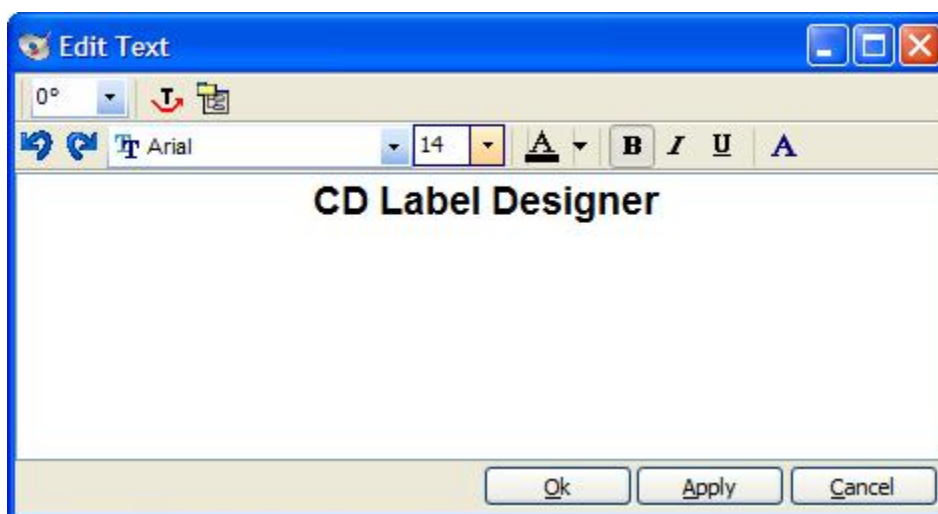 Edit Text
0°
Arial 14 A B I U A
CD Label Designer
Ok Apply Cancel